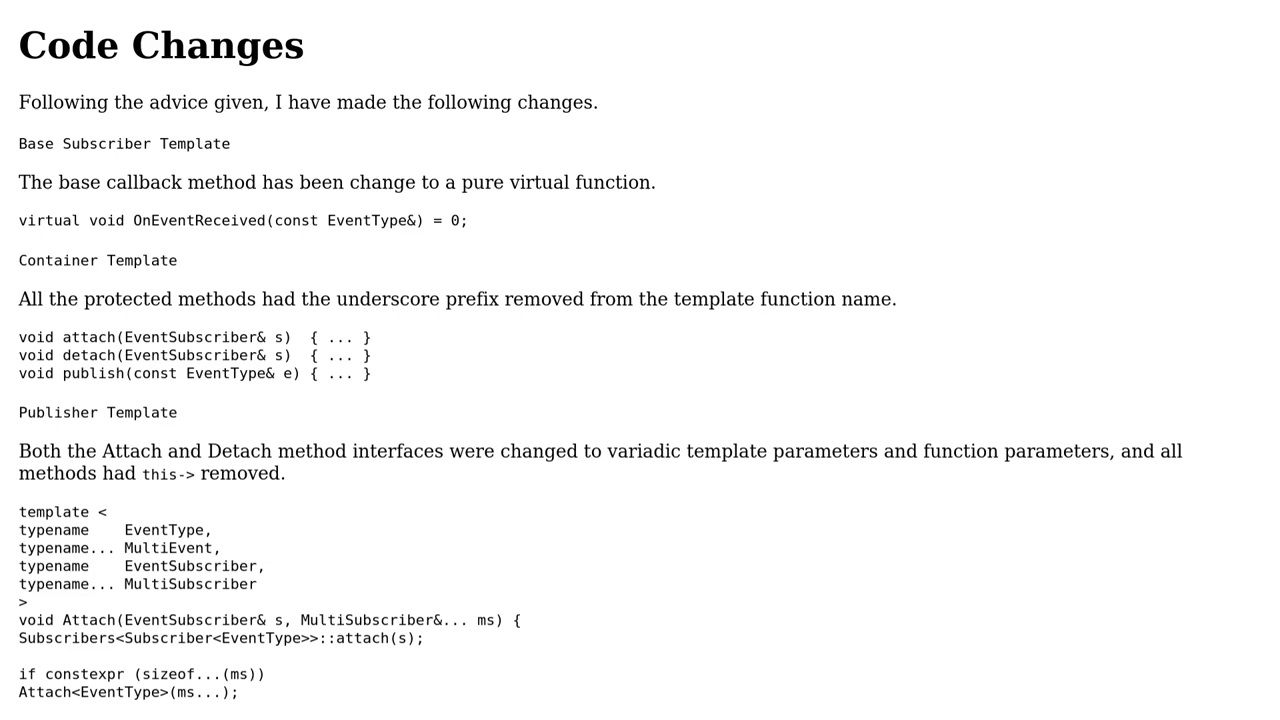 Code Changes
Following the advice given, I have made the following changes.
Base Subscriber Template
The base callback method has been change to a pure virtual function.
virtual void OnEventReceived(const EventType&) = 0;
Container Template
All the protected methods had the underscore prefix removed from the template function name.
void attach(EventSubscriber& s)  { ... }
void detach(EventSubscriber& s)  { ... }
void publish(const EventType& e) { ... }
Publisher Template
Both the Attach and Detach method interfaces were changed to variadic template parameters and function parameters, and all
methods had this-> removed.
template <
typename    EventType,
typename... MultiEvent,
typename    EventSubscriber,
typename... MultiSubscriber
>
void Attach(EventSubscriber& s, MultiSubscriber&... ms) {
Subscribers<Subscriber<EventType>>::attach(s);
if constexpr (sizeof...(ms))
Attach<EventType>(ms...);